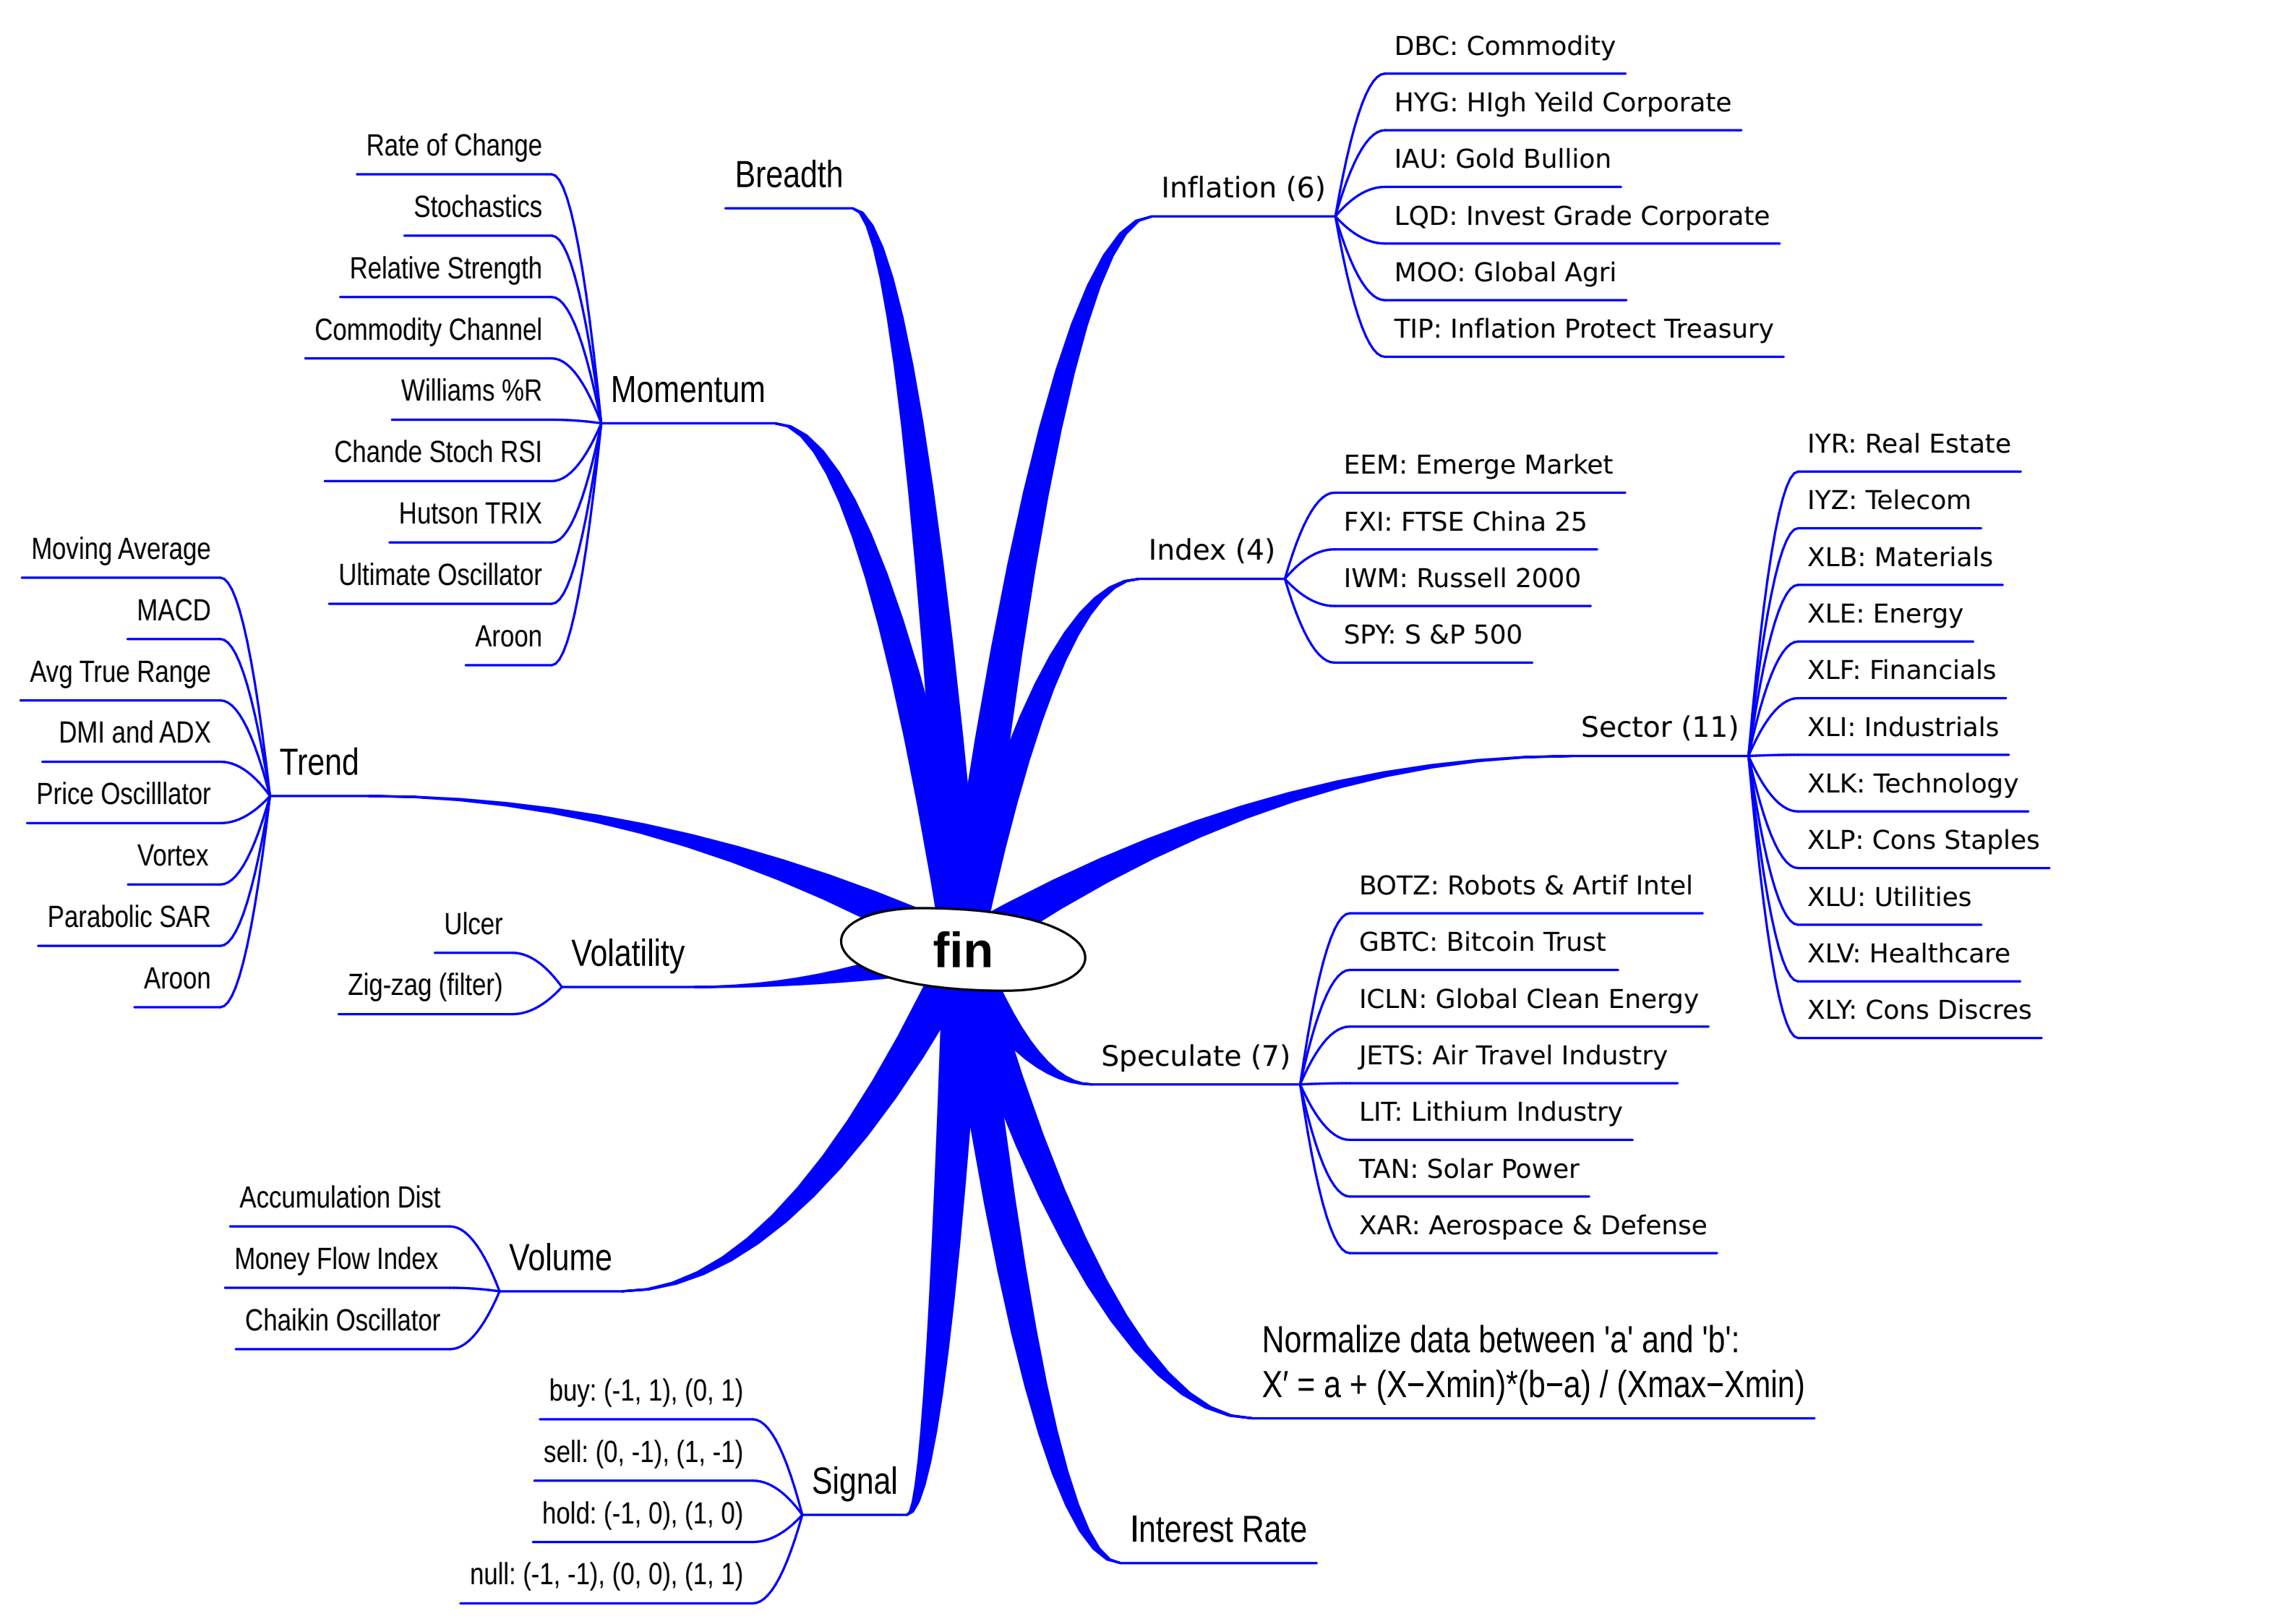 fin
Inflation (6)
DBC: Commodity
HYG: HIgh Yeild Corporate
IAU: Gold Bullion
LQD: Invest Grade Corporate
MOO: Global Agri
TIP: Inflation Protect Treasury
Index (4)
EEM: Emerge Market
FXI: FTSE China 25
IWM: Russell 2000
SPY: S &P 500
Sector (11)
IYR: Real Estate
IYZ: Telecom
XLB: Materials
XLE: Energy
XLF: Financials
XLI: Industrials
XLK: Technology
XLP: Cons Staples
XLU: Utilities
XLV: Healthcare
XLY: Cons Discres
Speculate (7)
BOTZ: Robots & Artif Intel
GBTC: Bitcoin Trust
ICLN: Global Clean Energy
JETS: Air Travel Industry
LIT: Lithium Industry
TAN: Solar Power
XAR: Aerospace & Defense
Normalize data between 'a' and 'b':
X′ = a + (X−Xmin)*(b−a) / (Xmax−Xmin)
Interest Rate
Breadth
Momentum
Rate of Change
Stochastics
Relative Strength
Commodity Channel
Williams %R
Chande Stoch RSI
Hutson TRIX
Ultimate Oscillator
Aroon
Trend
Moving Average
MACD
Avg True Range
DMI and ADX
Price Oscilllator
Vortex
Parabolic SAR
Aroon
Volatility
Ulcer
Zig-zag (filter)
Volume
Accumulation Dist
Money Flow Index
Chaikin Oscillator
Signal
buy: (-1, 1), (0, 1)
sell: (0, -1), (1, -1)
hold: (-1, 0), (1, 0)
null: (-1, -1), (0, 0), (1, 1)